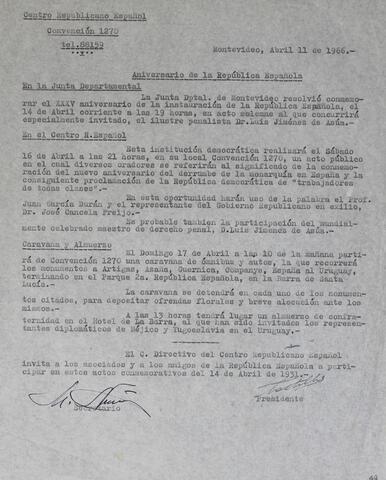 Centro Republicano Español
Convención 1270
tel.88159
Montevideo, Abril 11 de 1966.-
Aniversario de la República Española
En la Junta Departamental
La Junta Dptal. de Montevideo resolvió conmemo-
rar el XXXV aniversario de la instauración de la República Española, el
14 de Abril corriente a las 19 horas, en acto solemne al que concurrirá
especialmente invitado, el ilustre penalista Dr.Luis Jiménez de Asúa.
En el Centro R.Español
Esta institución democrática realizará el Sábado
16 de Abril a las 21 horas, en su local Convención 1270, un acto público
en el cual diversos oradores se referirán al significado de la conmemora-
ción del nuevo aniversario del derrumbe de la monarquía en España y la
consiguiente proclamación de la República democrática de "trabajadores
de todas clases".
En esta oportunidad harán uso de la palabra el Prof.
Juan García Durán y el representante del Gobierno Republicano en exilio,
Dr. José Cancela Freijo.
Es probable tambien la participación del mundial-
mente celebrado maestro de derecho penal, D.Luis Jimenez de Asúa.-
Caravana y Almuerzo
El Domingo 17 de Abril a las 10 de la mañana parti-
rá de Convención 1270 una caravana de ómnibus y autos, la que recorrerá
los monumentos a Artigas, Azaña, Guernica, Companys, España al Uruguay,
terminando en el Parque 2a. República Española, en la Barra de Santa
Lucía.
La caravana se detendrá en cada uno de los monumen-
tos citados, para depositar ofrendas florales y breve alocución ante los
mismos.
A las 13 horas tendrá lugar un almuerzo de confra-
ternidad en el Hotel de La Barra, al que han sido invitados los represen-
tantes diplomáticos de Méjico y Yugoeslavia en el Uruguay.
El C. Directivo del Centro Republicano Español
invita a los asociados y a los amigos de la República Española a parti-
cipar en estos actos conmemorativos del 14 de Abril de 1931.-
Secretario
Presidente